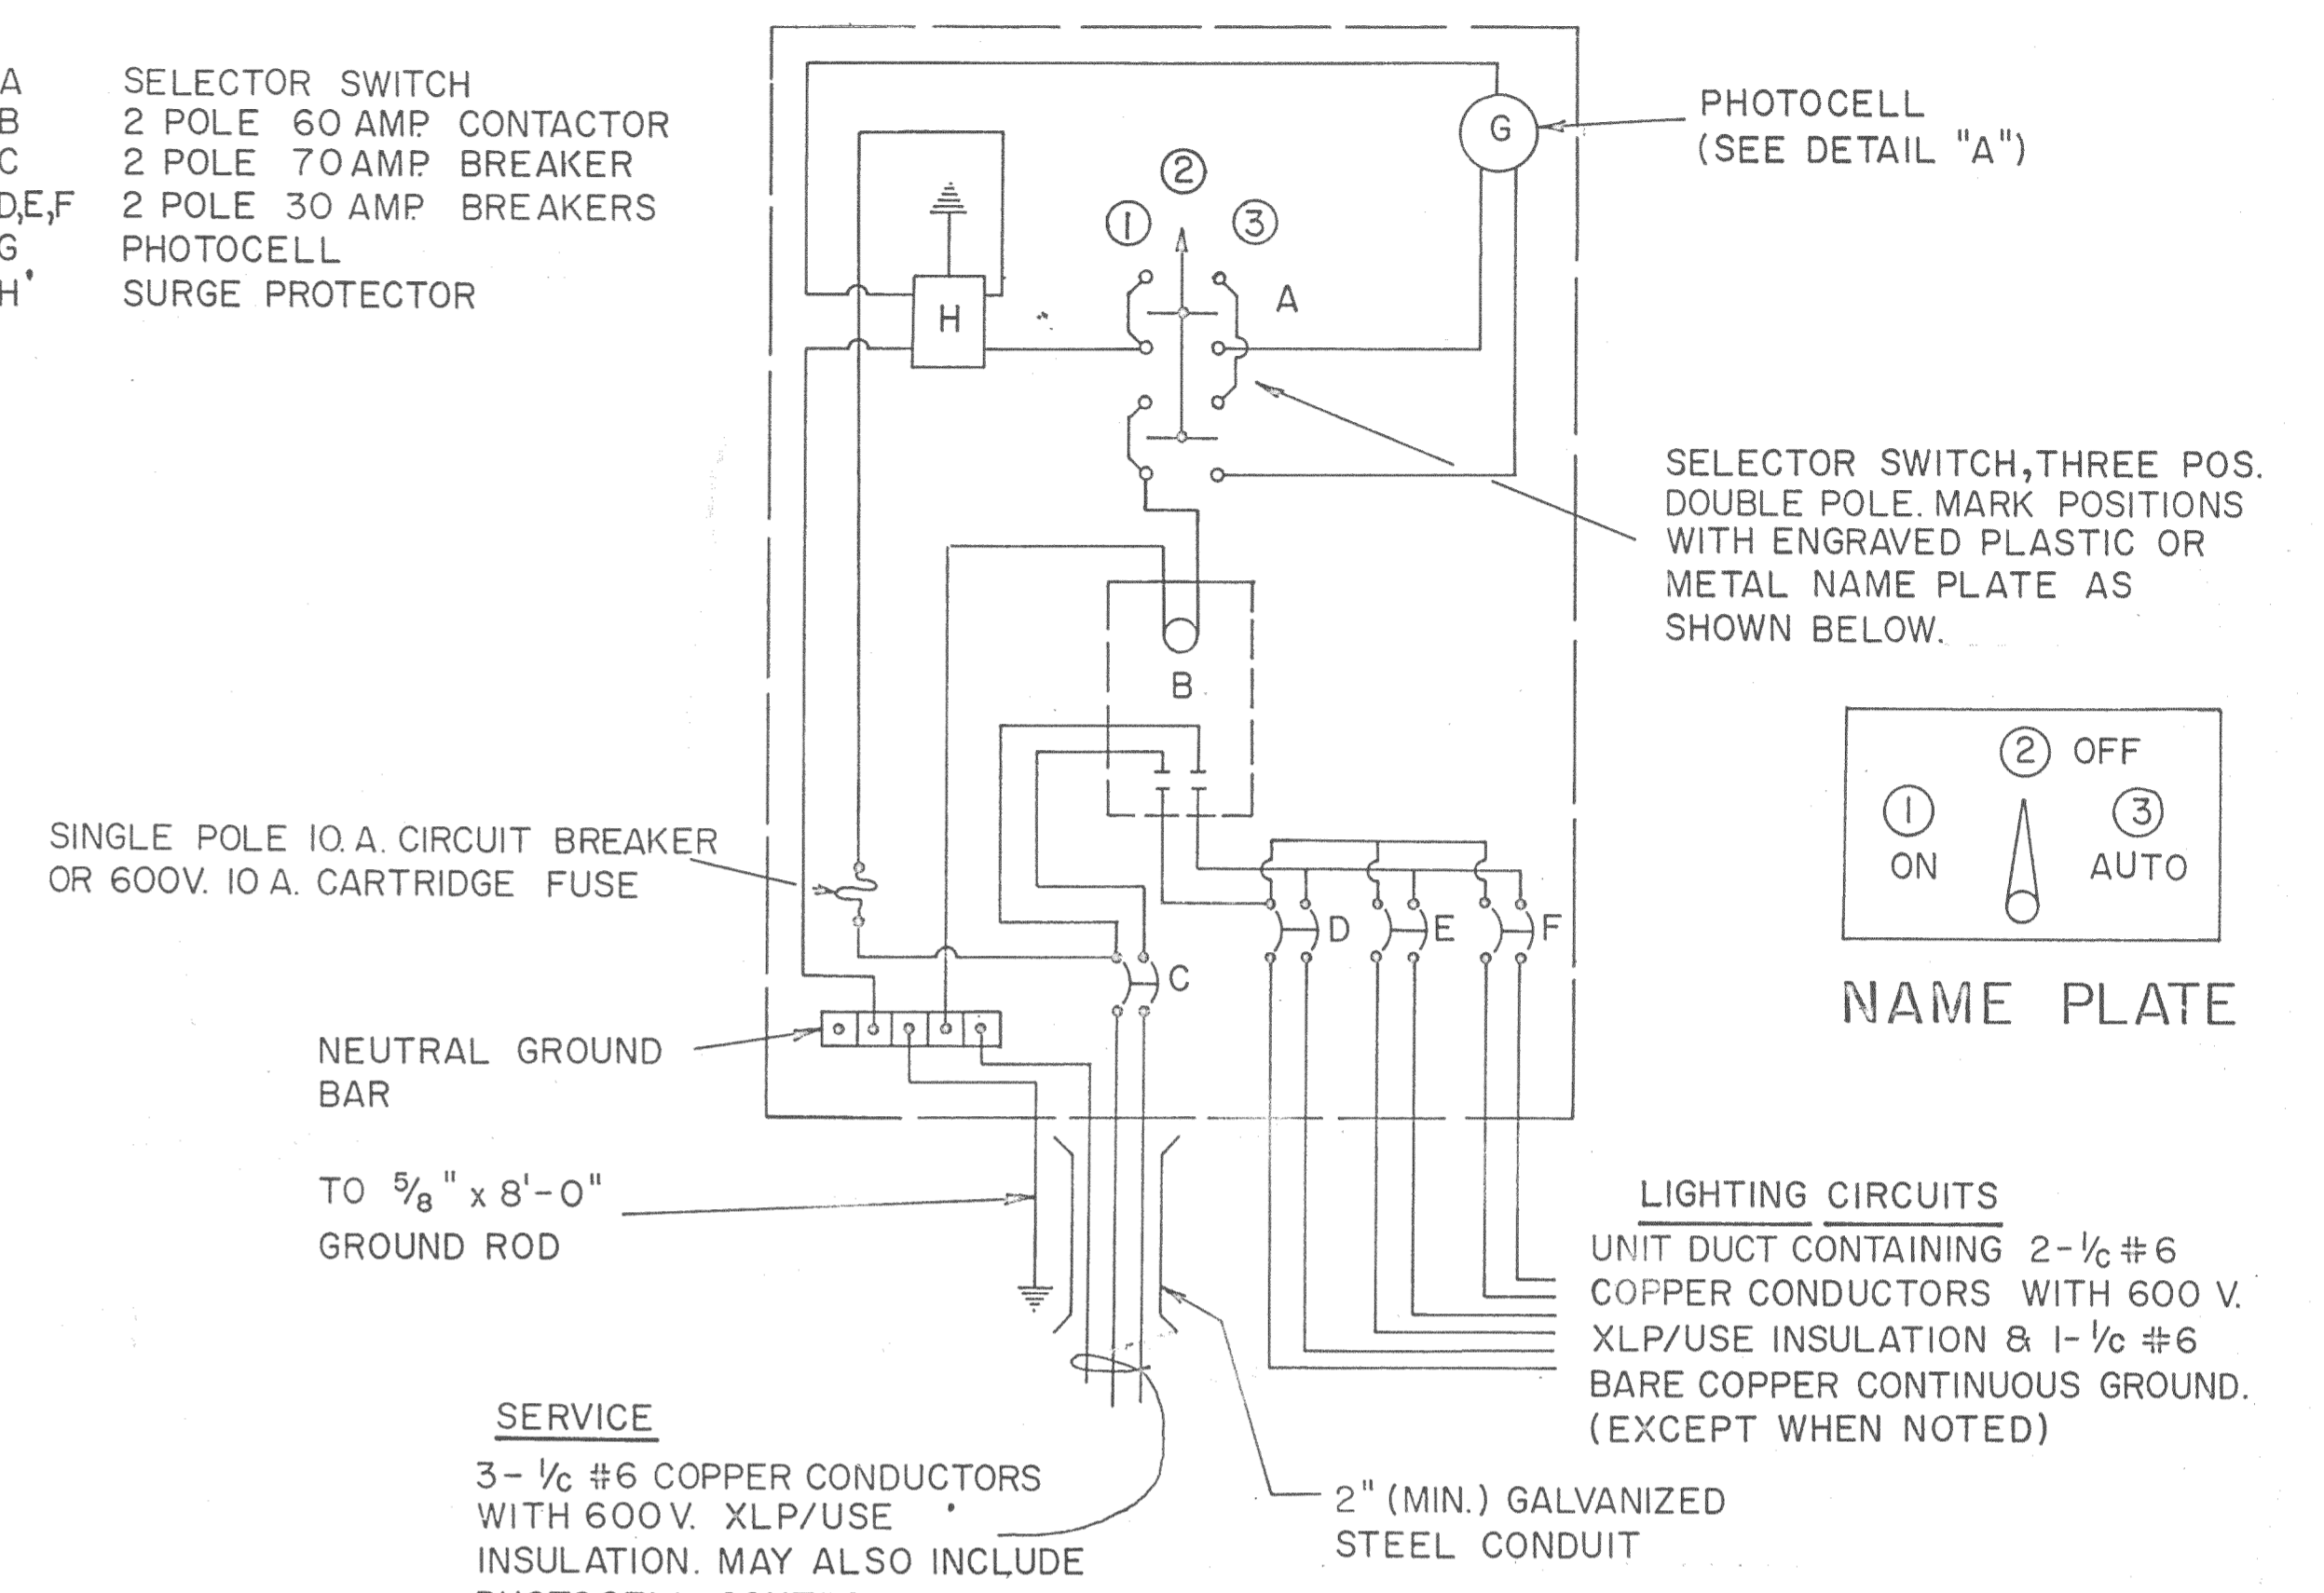 A SELECTOR SWITCH
B 2 POLE 60 AMP. CONTACTOR
C 2 POLE 70 AMP. BREAKER
D,E,F 2 POLE 30 AMP. BREAKERS
G PHOTOCELL
H SURGE PROTECTOR
G
PHOTOCELL
(SEE DETAIL "A")
2
1
3
A
H
SELECTOR SWITCH, THREE POS.
DOUBLE POLE. MARK POSITIONS
WITH ENGRAVED PLASTIC OR
METAL NAME PLATE AS
SHOWN BELOW.
B
2 OFF
1
3
ON
AUTO
NAME PLATE
SINGLE POLE 10. A. CIRCUIT BREAKER
OR 600V. 10 A. CARTRIDGE FUSE
D
E
F
C
NEUTRAL GROUND
BAR
TO 5/8" x 8'-0"
GROUND ROD
LIGHTING CIRCUITS
UNIT DUCT CONTAINING 2-1/C #6
COPPER CONDUCTORS WITH 600 V.
XLP/USE INSULATION & 1-1/C #6
BARE COPPER CONTINUOUS GROUND.
(EXCEPT WHEN NOTED)
SERVICE
3-1/C #6 COPPER CONDUCTORS
WITH 600V. XLP/USE
INSULATION. MAY ALSO INCLUDE
2" (MIN.) GALVANIZED
STEEL CONDUIT